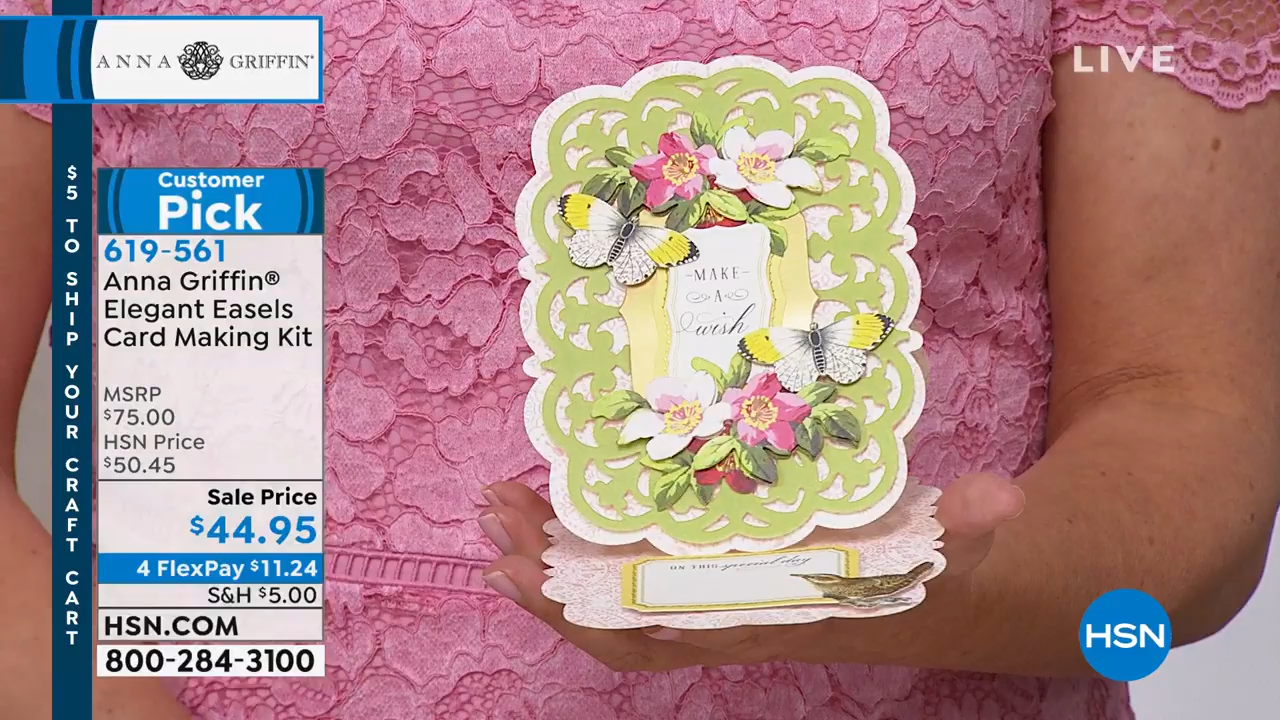 ANNA GRIFFIN®
LIVE
$5 TO SHIP YOUR CRAFT CART
Customer
Pick
619-561
Anna Griffin®
Elegant Easels
Card Making Kit
MSRP
$75.00
HSN Price
$50.45
Sale Price
$44.95
4 FlexPay $11.24
S&H $5.00
HSN.COM
800-284-3100
-MAKE-
A
wish
ON THIS special day
HSN